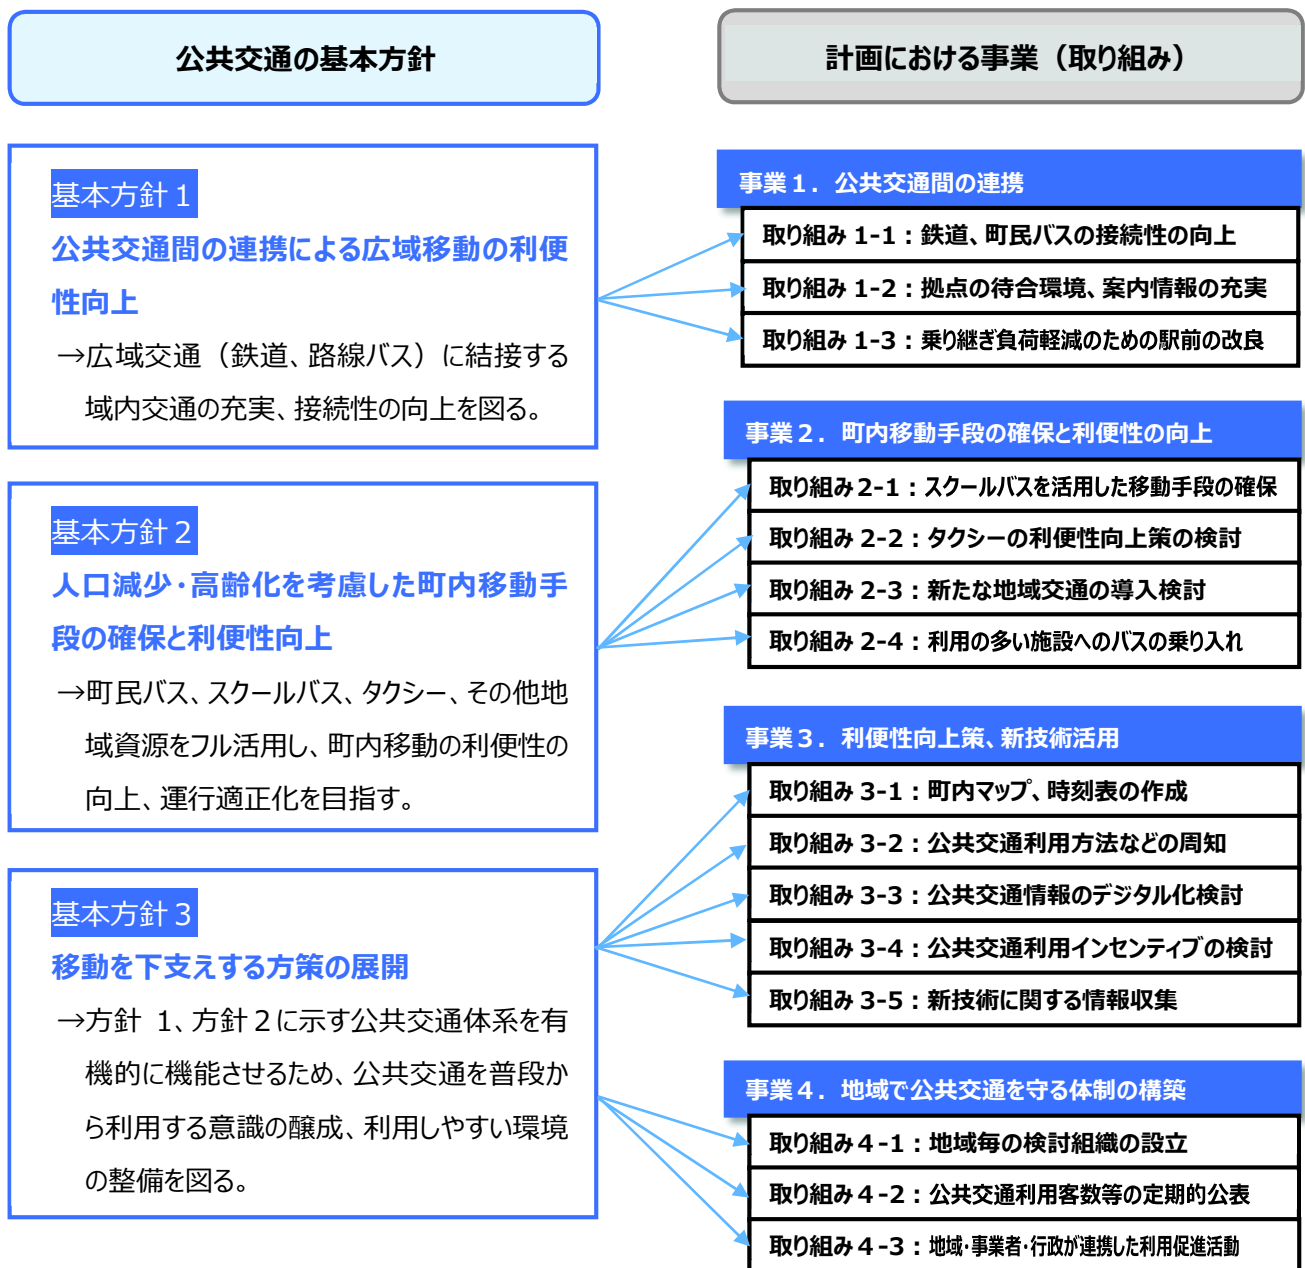 公共交通の基本方針
計画における事業（取り組み）
基本方針１
公共交通間の連携による広域移動の利便
性向上
→広域交通（鉄道、路線バス）に結接する
域内交通の充実、接続性の向上を図る。
基本方針２
人口減少・高齢化を考慮した町内移動手
段の確保と利便性向上
→町民バス、スクールバス、タクシー、その他地
域資源をフル活用し、町内移動の利便性の
向上、運行適正化を目指す。
基本方針３
移動を下支えする方策の展開
→方針 1、方針２に示す公共交通体系を有
機的に機能させるため、公共交通を普段か
ら利用する意識の醸成、利用しやすい環境
の整備を図る。
事業１．公共交通間の連携
取り組み 1-1：鉄道、町民バスの接続性の向上
取り組み 1-2：拠点の待合環境、案内情報の充実
取り組み 1-3：乗り継ぎ負荷軽減のための駅前の改良
事業２．町内移動手段の確保と利便性の向上
取り組み２-1：スクールバスを活用した移動手段の確保
取り組み 2-2：タクシーの利便性向上策の検討
取り組み 2-3：新たな地域交通の導入検討
取り組み 2-4：利用の多い施設へのバスの乗り入れ
事業３．利便性向上策、新技術活用
取り組み 3-1：町内マップ、時刻表の作成
取り組み 3-2：公共交通利用方法などの周知
取り組み 3-3：公共交通情報のデジタル化検討
取り組み 3-4：公共交通利用インセンティブの検討
取り組み 3-5：新技術に関する情報収集
事業４．地域で公共交通を守る体制の構築
取り組み４-1：地域毎の検討組織の設立
取り組み４-2：公共交通利用客数等の定期的公表
取り組み４-3：地域・事業者・行政が連携した利用促進活動